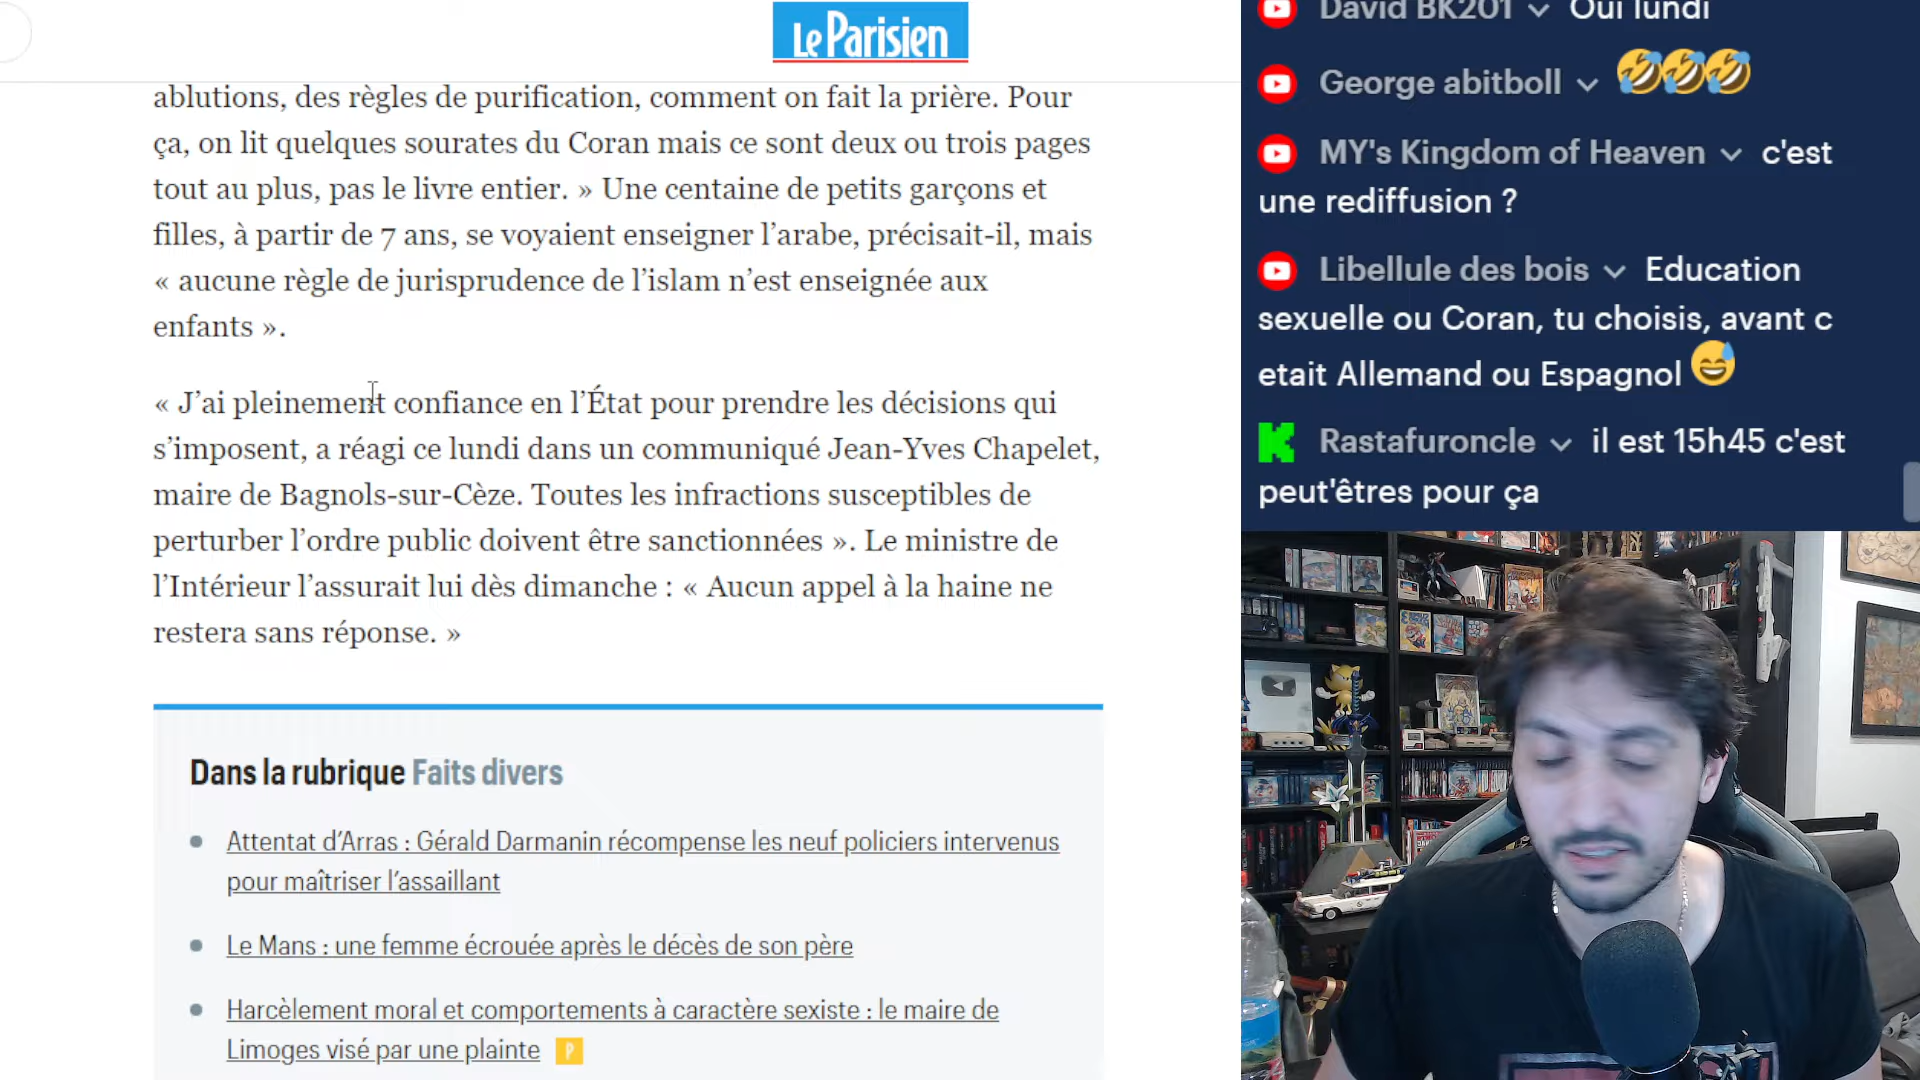 Le Parisien
ablutions, des règles de purification, comment on fait la prière. Pour
ça, on lit quelques sourates du Coran mais ce sont deux ou trois pages
tout au plus, pas le livre entier. » Une centaine de petits garçons et
filles, à partir de 7 ans, se voyaient enseigner l’arabe, précisait-il, mais
« aucune règle de jurisprudence de l’islam n’est enseignée aux
enfants ».
« J’ai pleinement confiance en l’État pour prendre les décisions qui
s’imposent, a réagi ce lundi dans un communiqué Jean-Yves Chapelet,
maire de Bagnols-sur-Cèze. Toutes les infractions susceptibles de
perturber l’ordre public doivent être sanctionnées ». Le ministre de
l’Intérieur l’assurait lui dès dimanche : « Aucun appel à la haine ne
restera sans réponse. »
Dans la rubrique Faits divers
Attentat d’Arras : Gérald Darmanin récompense les neuf policiers intervenus
pour maîtriser l’assaillant
Le Mans : une femme écrouée après le décès de son père
Harcèlement moral et comportements à caractère sexiste : le maire de
Limoges visé par une plainte P
David BK201 Oui lundi
George abitboll 🤣🤣🤣
MY's Kingdom of Heaven c'est
une rediffusion ?
Libellule des bois Education
sexuelle ou Coran, tu choisis, avant c
etait Allemand ou Espagnol 😅
Rastafuroncle il est 15h45 c'est
peut'êtres pour ça